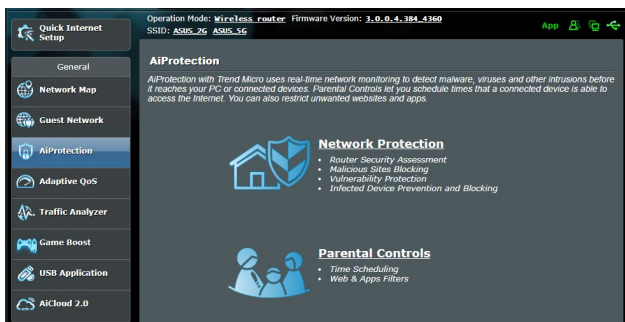 Quick Internet
Setup
Operation Mode: Wireless router Firmware Version: 3.0.0.4.384_4360
SSID: ASUS_2G ASUS_5G
App
General
Network Map
Guest Network
AiProtection
Adaptive QoS
Traffic Analyzer
Game Boost
USB Application
AiCloud 2.0
AiProtection
AiProtection with Trend Micro uses real-time network monitoring to detect malware, viruses and other intrusions before
it reaches your PC or connected devices. Parental Controls let you schedule times that a connected device is able to
access the Internet. You can also restrict unwanted websites and apps.
Network Protection
• Router Security Assessment
• Malicious Sites Blocking
• Vulnerability Protection
• Infected Device Prevention and Blocking
Parental Controls
• Time Scheduling
• Web & Apps Filters